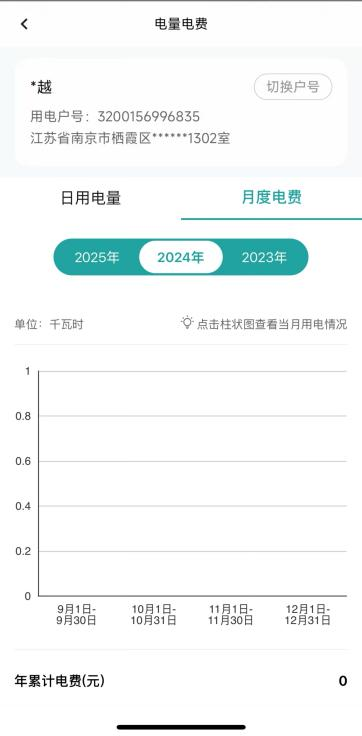 电量电费
*越
切换户号
用电户号：3200156996835
江苏省南京市栖霞区******1302室
日用电量
月度电费
2025年
2024年
2023年
单位：千瓦时
点击柱状图查看当月用电情况
1
0.8
0.6
0.4
0.2
0
9月1日-
9月30日
10月1日-
10月31日
11月1日-
11月30日
12月1日-
12月31日
年累计电费(元)
0